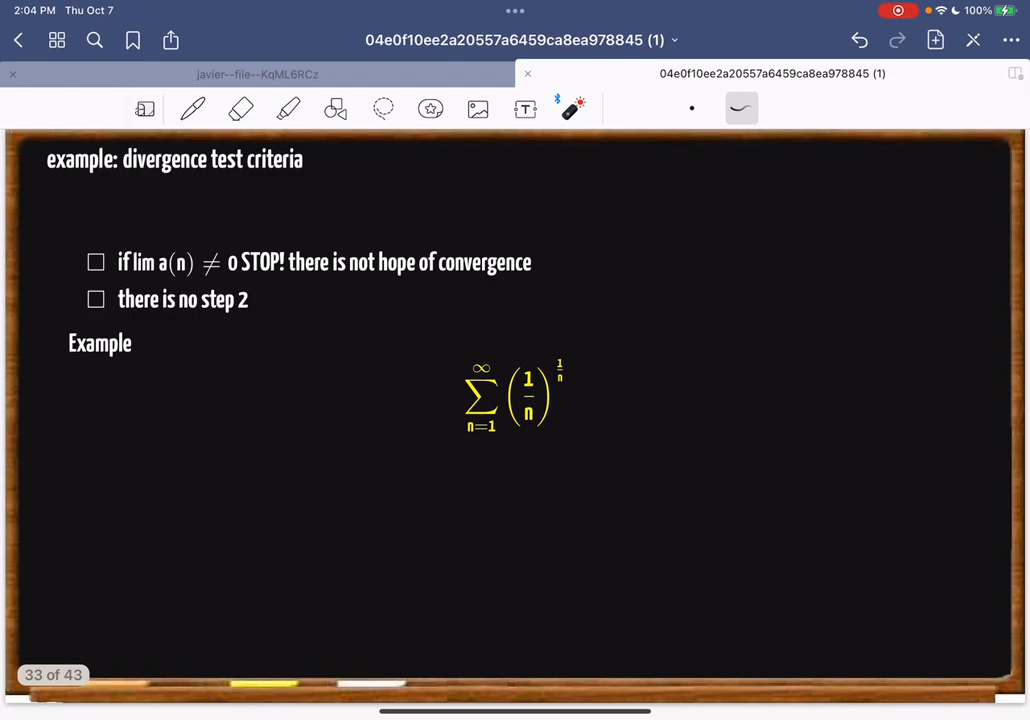 2:04 PM Thu Oct 7
100%
04e0f10ee2a20557a6459ca8ea978845 (1)
javier--file--KqML6RCz
04e0f10ee2a20557a6459ca8ea978845 (1)
T
example: divergence test criteria
☐ if lim a(n) ≠ 0 STOP! there is not hope of convergence
☐ there is no step 2
Example
∑_{n=1}^{∞} (1/n)^{1/n}
33 of 43